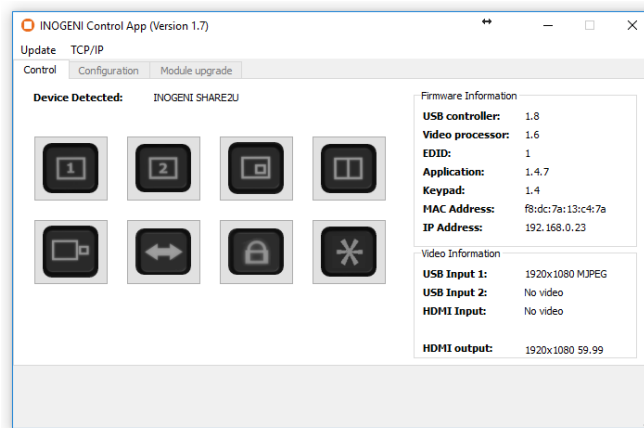 INOGENI Control App (Version 1.7)
Update TCP/IP
Control Configuration Module upgrade
Device Detected: INOGENI SHARE2U
1 2
Firmware Information
USB controller: 1.8
Video processor: 1.6
EDID: 1
Application: 1.4.7
Keypad: 1.4
MAC Address: f8:dc:7a:13:c4:7a
IP Address: 192.168.0.23
Video Information
USB Input 1: 1920x1080 MJPEG
USB Input 2: No video
HDMI Input: No video
HDMI output: 1920x1080 59.99